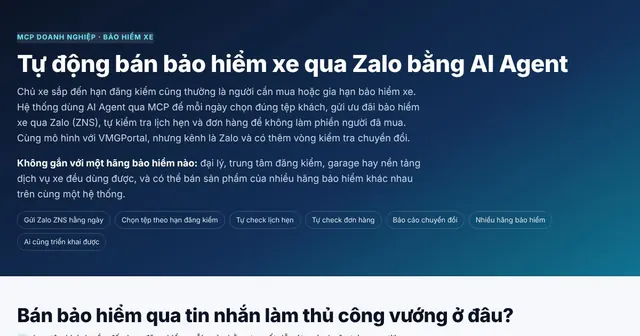 MCP DOANH NGHIỆP · BẢO HIỂM XE
Tự động bán bảo hiểm xe qua Zalo bằng AI Agent
Chủ xe sắp đến hạn đăng kiểm cũng thường là người cần mua hoặc gia hạn bảo hiểm xe.
Hệ thống dùng AI Agent qua MCP để mỗi ngày chọn đúng tệp khách, gửi ưu đãi bảo hiểm
xe qua Zalo (ZNS), tự kiểm tra lịch hẹn và đơn hàng để không làm phiền người đã mua.
Cùng mô hình với VMGPortal, nhưng kênh là Zalo và có thêm vòng kiểm tra chuyển đổi.
Không gắn với một hãng bảo hiểm nào: đại lý, trung tâm đăng kiểm, garage hay nền tảng
dịch vụ xe đều dùng được, và có thể bán sản phẩm của nhiều hãng bảo hiểm khác nhau
trên cùng một hệ thống.
Gửi Zalo ZNS hằng ngày
Chọn tệp theo hạn đăng kiểm
Tự check lịch hẹn
Tự check đơn hàng
Báo cáo chuyển đổi
Nhiều hãng bảo hiểm
Ai cũng triển khai được
Bán bảo hiểm qua tin nhắn làm thủ công vướng ở đâu?